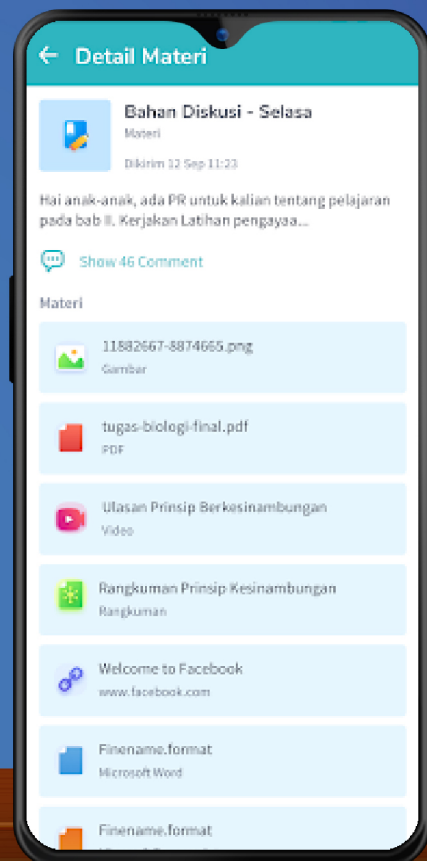 Detail Materi
Bahan Diskusi - Selasa
Materi
Dikirim 12 Sep 11:23
Hai anak-anak, ada PR untuk kalian tentang pelajaran
pada bab II. Kerjakan Latihan pengayaa...
Show 46 Comment
Materi
11882667-8874665.png
Gambar
tugas-biologi-final.pdf
PDF
Ulasan Prinsip Berkesinambungan
Video
Rangkuman Prinsip Kesinambungan
Rangkuman
Welcome to Facebook
www.facebook.com
Finename.format
Microsoft Word
Finename.format